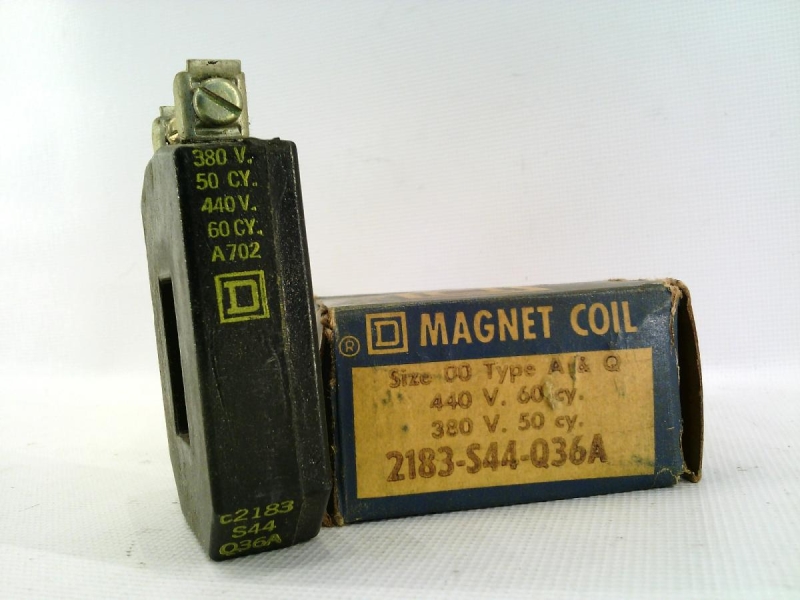 380 V.
50 CY.
440 V.
60 CY.
A702
D
c2183
S44
Q36A
® D MAGNET COIL
Size 00 Type A & Q
440 V. 60 cy.
380 V. 50 cy.
2183-S44-Q36A